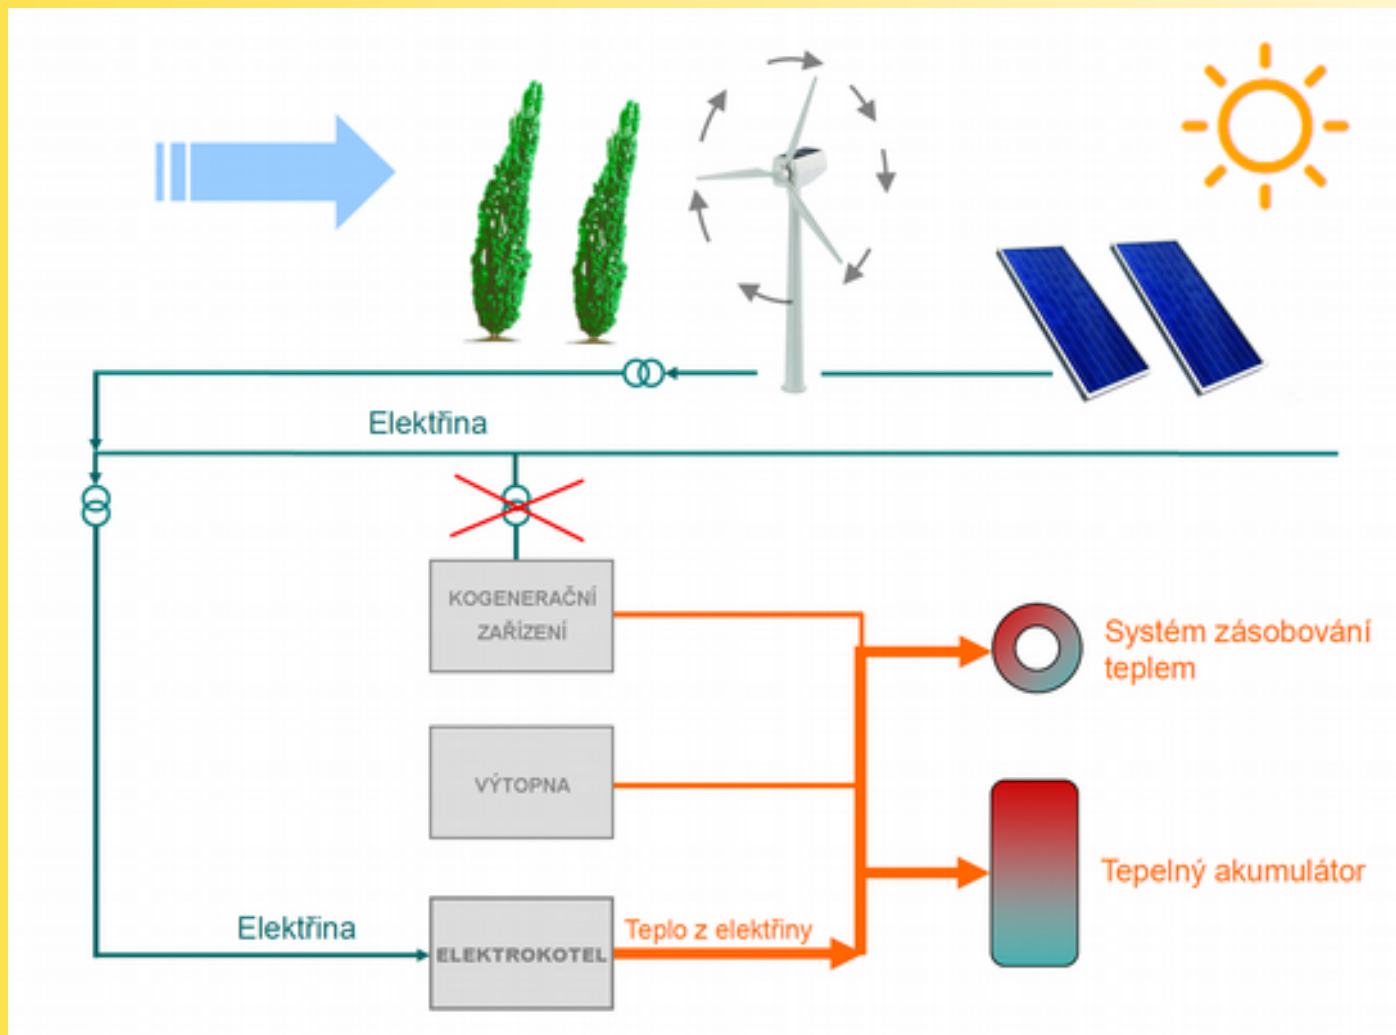 Elektřina
KOGENERAČNÍ
ZAŘÍZENÍ
Systém zásobování
teplem
VÝTOPNA
Tepelný akumulátor
Elektřina
ELEKTROKOTEL
Teplo z elektřiny